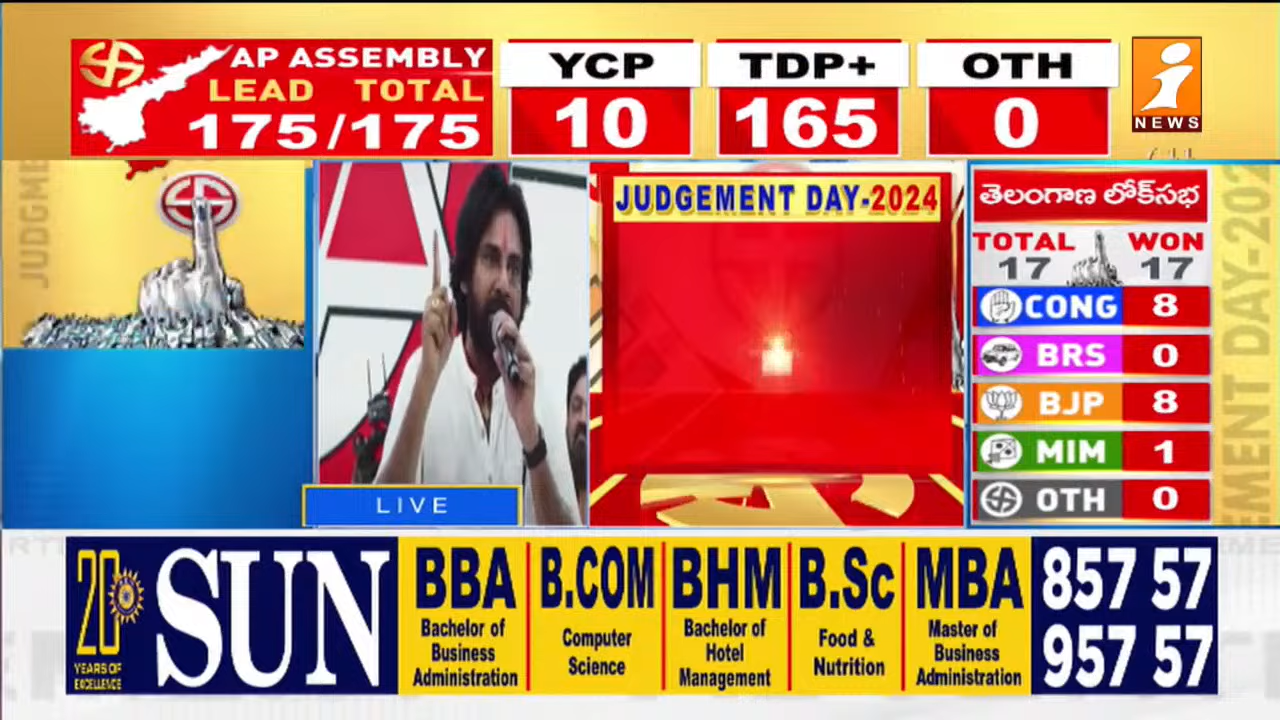 AP ASSEMBLY
LEAD TOTAL
175/175
YCP
10
TDP+
165
OTH
0
i
NEWS
JUDGEMENT DAY-2024
LIVE
తెలంగాణ లోక్‌సభ
TOTAL WON
17 17
CONG 8
BRS 0
BJP 8
MIM 1
OTH 0
20
YEARS OF
EXCELLENCE
SUN
BBA
Bachelor of
Business
Administration
B.COM
Computer
Science
BHM
Bachelor of
Hotel
Management
B.Sc
Food &
Nutrition
MBA
Master of
Business
Administration
857 57
957 57